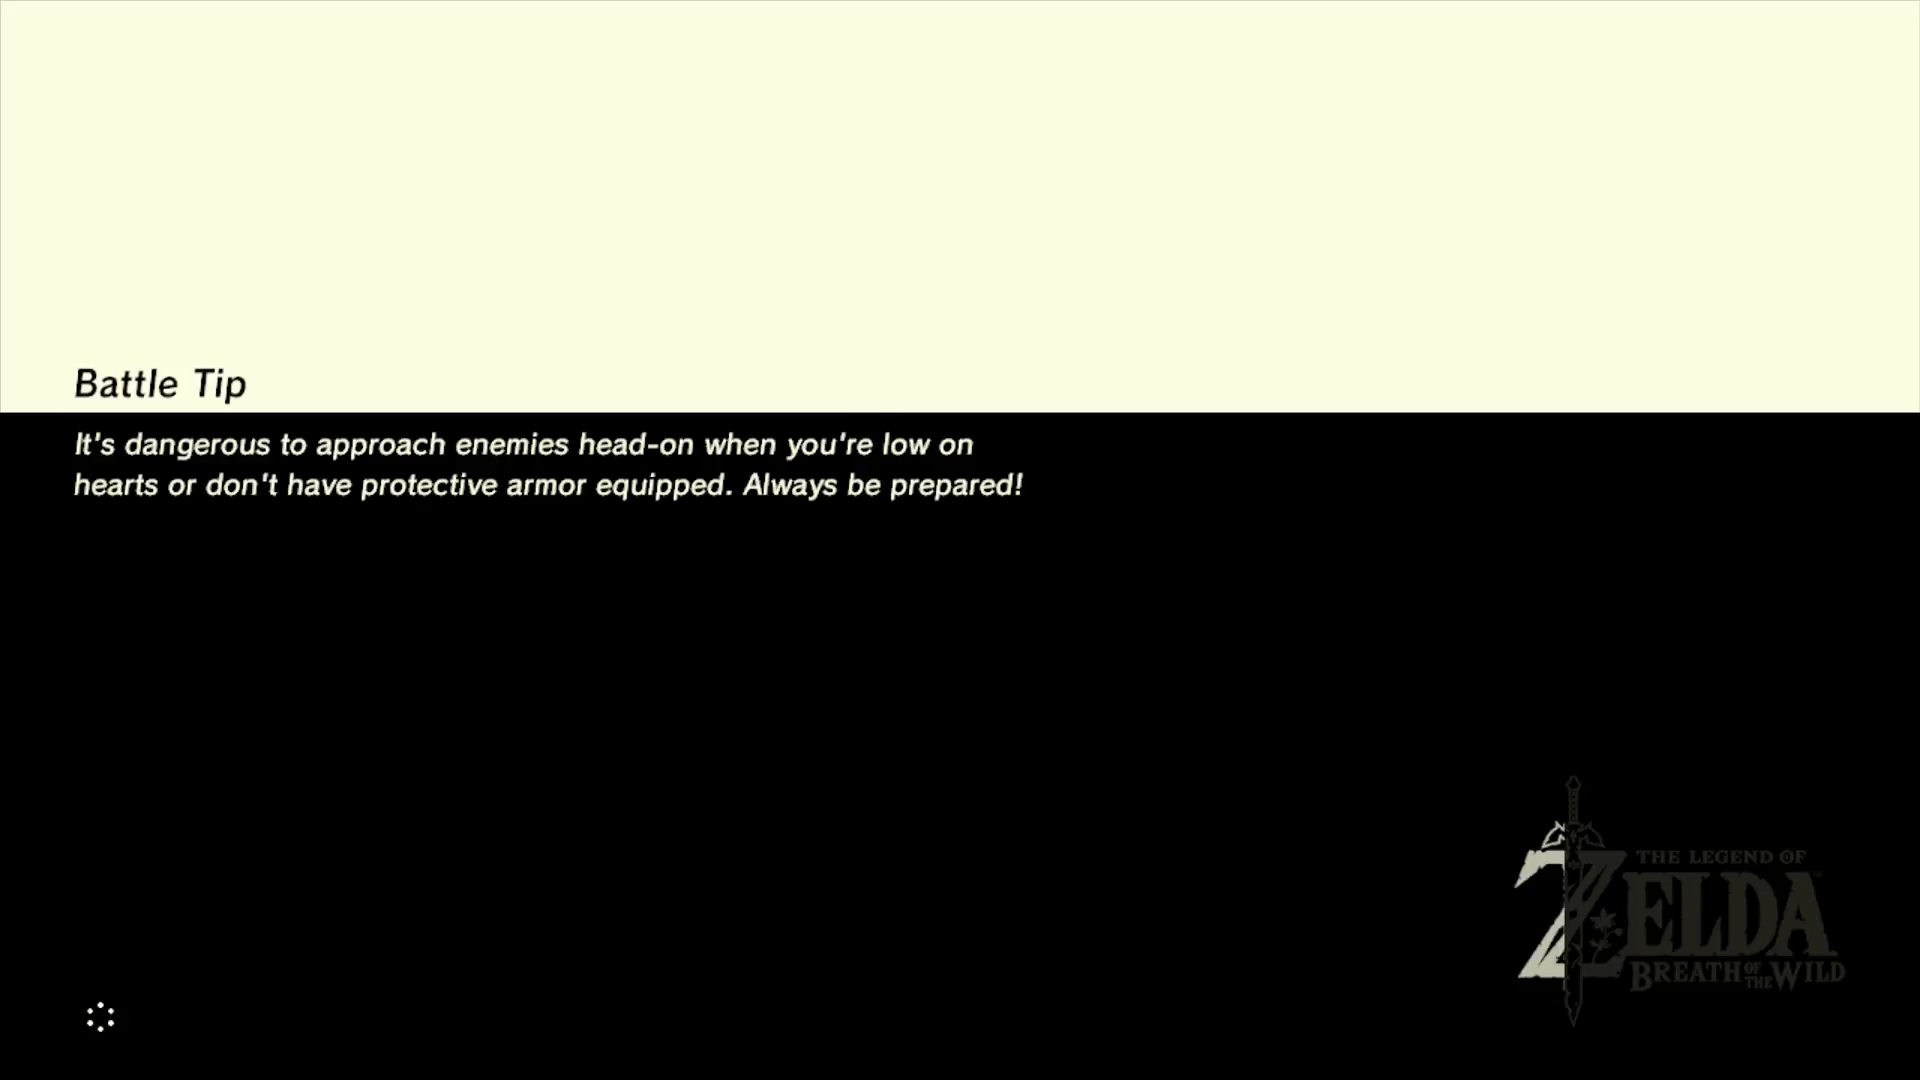 Battle Tip
It's dangerous to approach enemies head-on when you're low on
hearts or don't have protective armor equipped. Always be prepared!
THE LEGEND OF
ZELDA
BREATH OF THE WILD